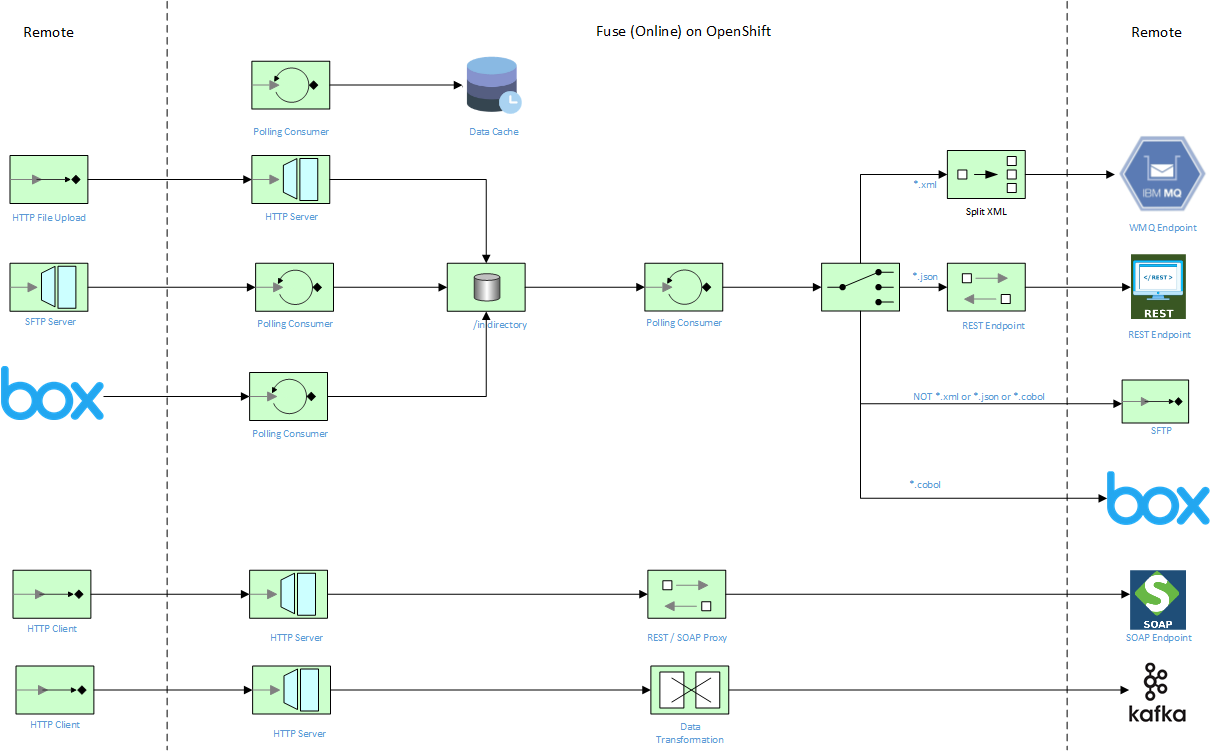 Remote
Fuse (Online) on OpenShift
Remote
Polling Consumer
Data Cache
HTTP File Upload
HTTP Server
*.xml
Split XML
IBM MQ
WMQ Endpoint
SFTP Server
Polling Consumer
/in directory
Polling Consumer
*.json
REST Endpoint
</REST>
REST
REST Endpoint
box
Polling Consumer
NOT *.xml or *.json or *.cobol
SFTP
*.cobol
box
HTTP Client
HTTP Server
REST / SOAP Proxy
S
SOAP
SOAP Endpoint
HTTP Client
HTTP Server
Data
Transformation
kafka